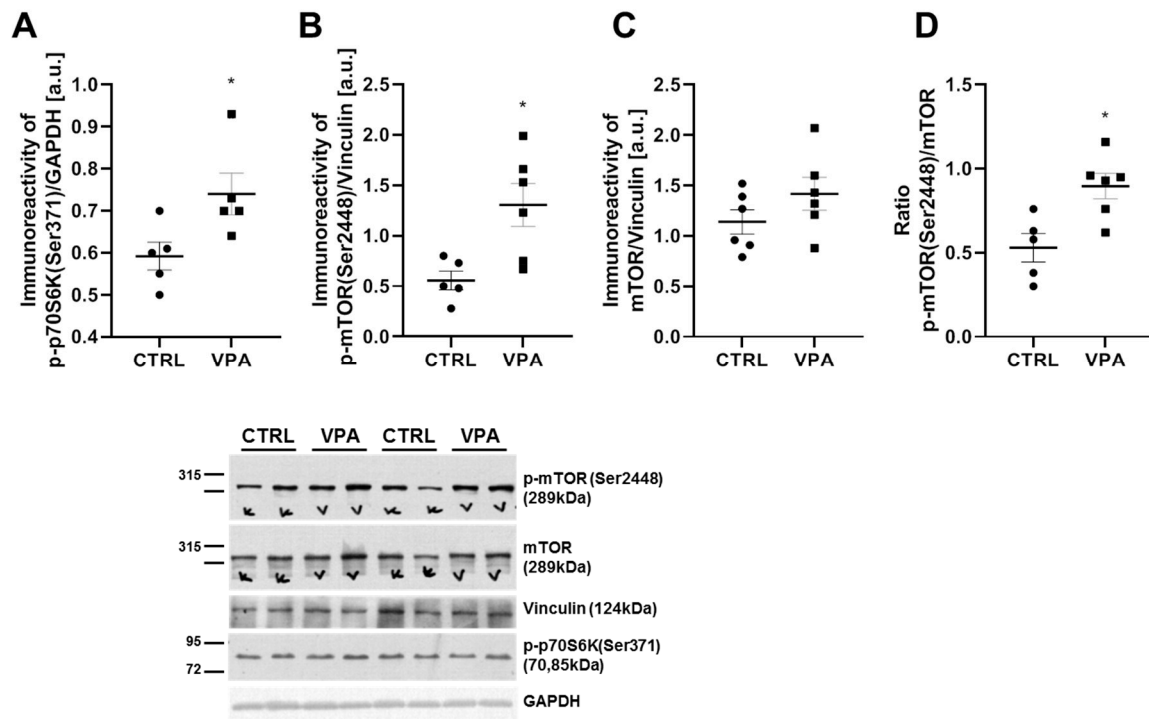 A
B
C
D
Immunoreactivity of
p-p70S6K(Ser371)/GAPDH [a.u.]
1.0
0.9
0.8
0.7
0.6
0.5
0.4
*
CTRL
VPA
Immunoreactivity of
p-mTOR(Ser2448)/Vinculin [a.u.]
2.5
2.0
1.5
1.0
0.5
0.0
*
CTRL
VPA
Immunoreactivity of
mTOR/Vinculin [a.u.]
2.5
2.0
1.5
1.0
0.5
0.0
CTRL
VPA
Ratio
p-mTOR(Ser2448)/mTOR
1.5
1.0
0.5
0.0
*
CTRL
VPA
CTRL VPA CTRL VPA
315
p-mTOR (Ser2448)
(289kDa)
K K V V K K V V
315
mTOR
(289kDa)
K K V V K K V V
Vinculin (124kDa)
95
72
p-p70S6K(Ser371)
(70,85kDa)
GAPDH